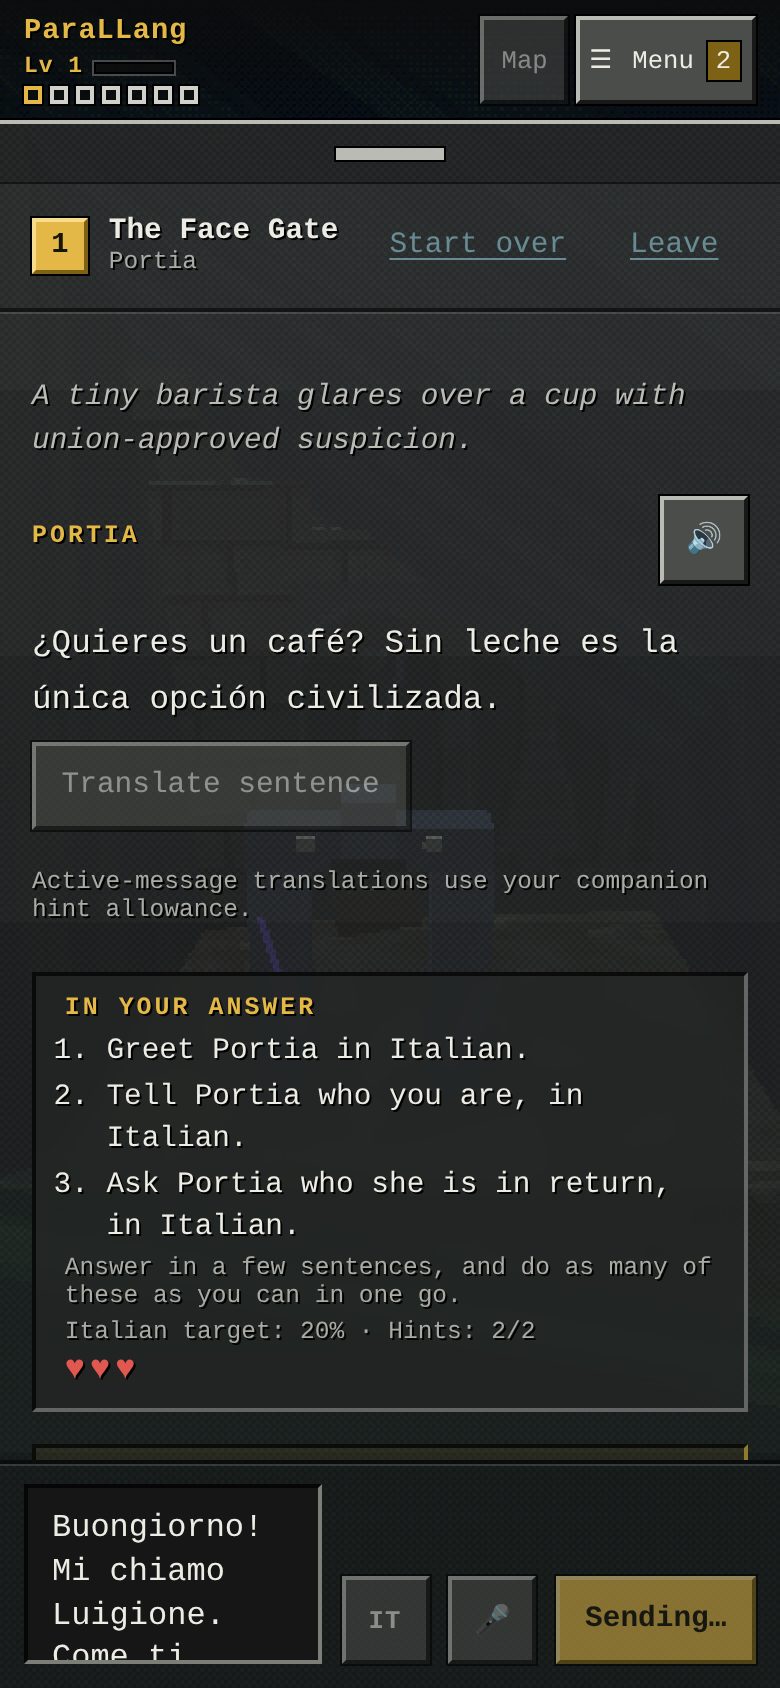 ParaLLang
Lv 1
Map
☰ Menu 2
1
The Face Gate
Portia
Start over
Leave
A tiny barista glares over a cup with
union-approved suspicion.
PORTIA
¿Quieres un café? Sin leche es la
única opción civilizada.
Translate sentence
Active-message translations use your companion
hint allowance.
IN YOUR ANSWER
1. Greet Portia in Italian.
2. Tell Portia who you are, in
Italian.
3. Ask Portia who she is in return,
in Italian.
Answer in a few sentences, and do as many of
these as you can in one go.
Italian target: 20% · Hints: 2/2
♥♥♥
Buongiorno!
Mi chiamo
Luigione.
Come ti
IT
Sending…